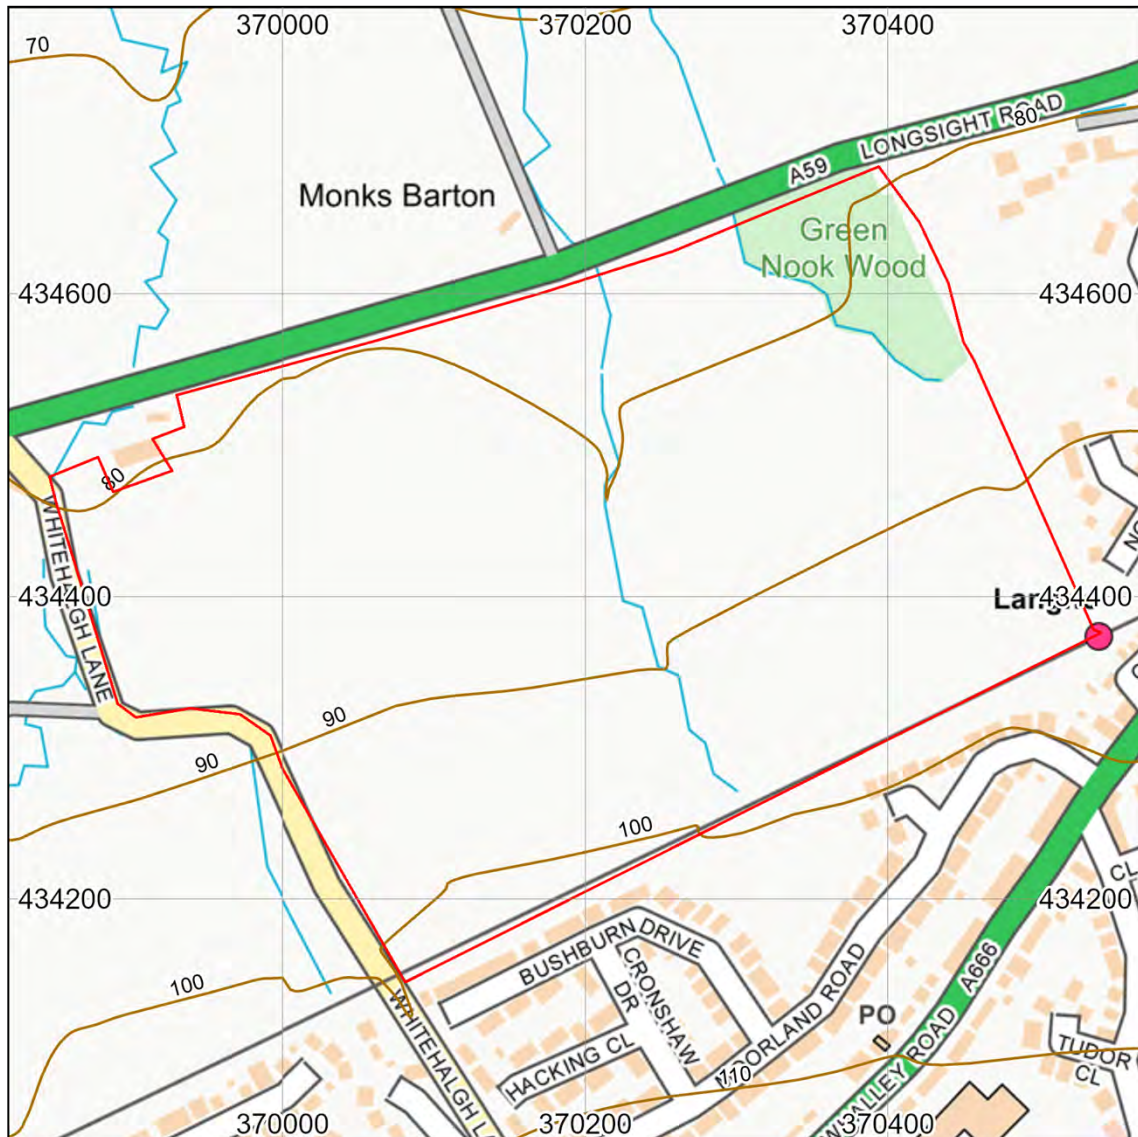 370000
370200
370400
70
LONGSIGHT ROAD
80
A59
Monks Barton
Green
Nook Wood
434600
434600
80
WHITEHALGH LANE
434400
434400
90
90
100
434200
434200
CL
BUSHBURN DRIVE
CRONSHAW
DR
A666
100
WHITEHALGH LA
MOORLAND ROAD
PO
HACKING CL
110
TUDOR
CL
370000
370200
370400